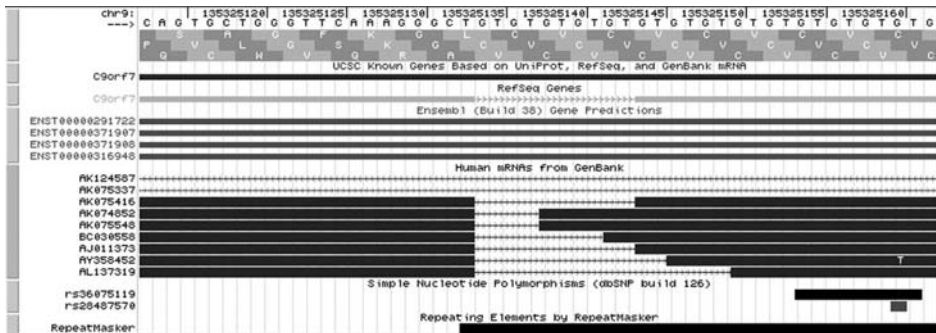 chr9: 135325120 135325125 135325130 135325135 135325140 135325145 135325150 135325155 135325160
---> C A G T G C T G G G T T C A A A G G G C T G T G T G T G T G T G T G T G T G T G T G T G T G T G T G
S A G F K G L C V C V C V C V C
P V L G S K G C V C V C V C V C V
Q C W V Q R A V C V C V C V C V C
UCSC Known Genes Based on UniProt, RefSeq, and GenBank mRNA
C9orf7
RefSeq Genes
C9orf7
Ensembl (Build 38) Gene Predictions
ENST00000291722
ENST00000371907
ENST00000371908
ENST00000316948
Human mRNAs from GenBank
AK124587
AK075337
AK075416
AK074852
AK075548
BC030558
AJ011373
AY358452 T
AL137319
Simple Nucleotide Polymorphisms (dbSNP build 126)
rs36075119
rs28487570
Repeating Elements by RepeatMasker
RepeatMasker